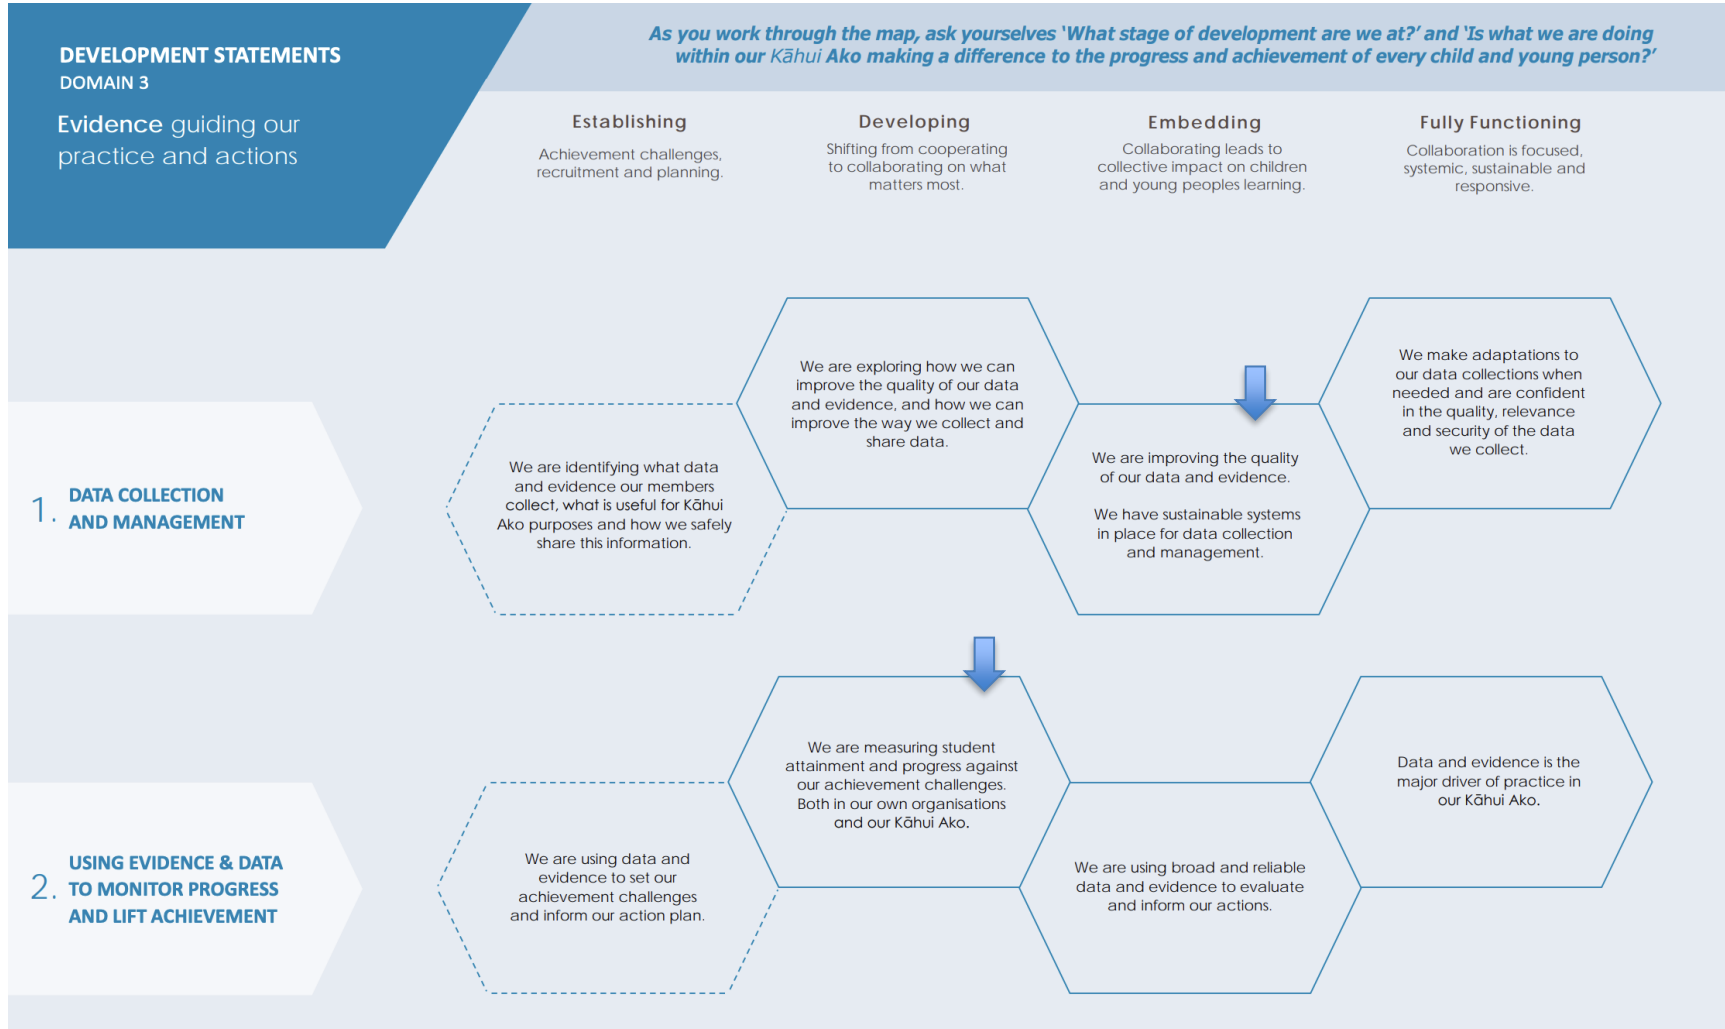 DEVELOPMENT STATEMENTS
DOMAIN 3
Evidence guiding our
practice and actions
As you work through the map, ask yourselves ‘What stage of development are we at?’ and ‘Is what we are doing
within our Kāhui Ako making a difference to the progress and achievement of every child and young person?’
Establishing
Achievement challenges,
recruitment and planning.
Developing
Shifting from cooperating
to collaborating on what
matters most.
Embedding
Collaborating leads to
collective impact on children
and young peoples learning.
Fully Functioning
Collaboration is focused,
systemic, sustainable and
responsive.
1.
DATA COLLECTION
AND MANAGEMENT
We are identifying what data
and evidence our members
collect, what is useful for Kāhui
Ako purposes and how we safely
share this information.
We are exploring how we can
improve the quality of our data
and evidence, and how we can
improve the way we collect and
share data.
We are improving the quality
of our data and evidence.
We have sustainable systems
in place for data collection
and management.
We make adaptations to
our data collections when
needed and are confident
in the quality, relevance
and security of the data
we collect.
2.
USING EVIDENCE & DATA
TO MONITOR PROGRESS
AND LIFT ACHIEVEMENT
We are using data and
evidence to set our
achievement challenges
and inform our action plan.
We are measuring student
attainment and progress against
our achievement challenges.
Both in our own organisations
and our Kāhui Ako.
We are using broad and reliable
data and evidence to evaluate
and inform our actions.
Data and evidence is the
major driver of practice in
our Kāhui Ako.